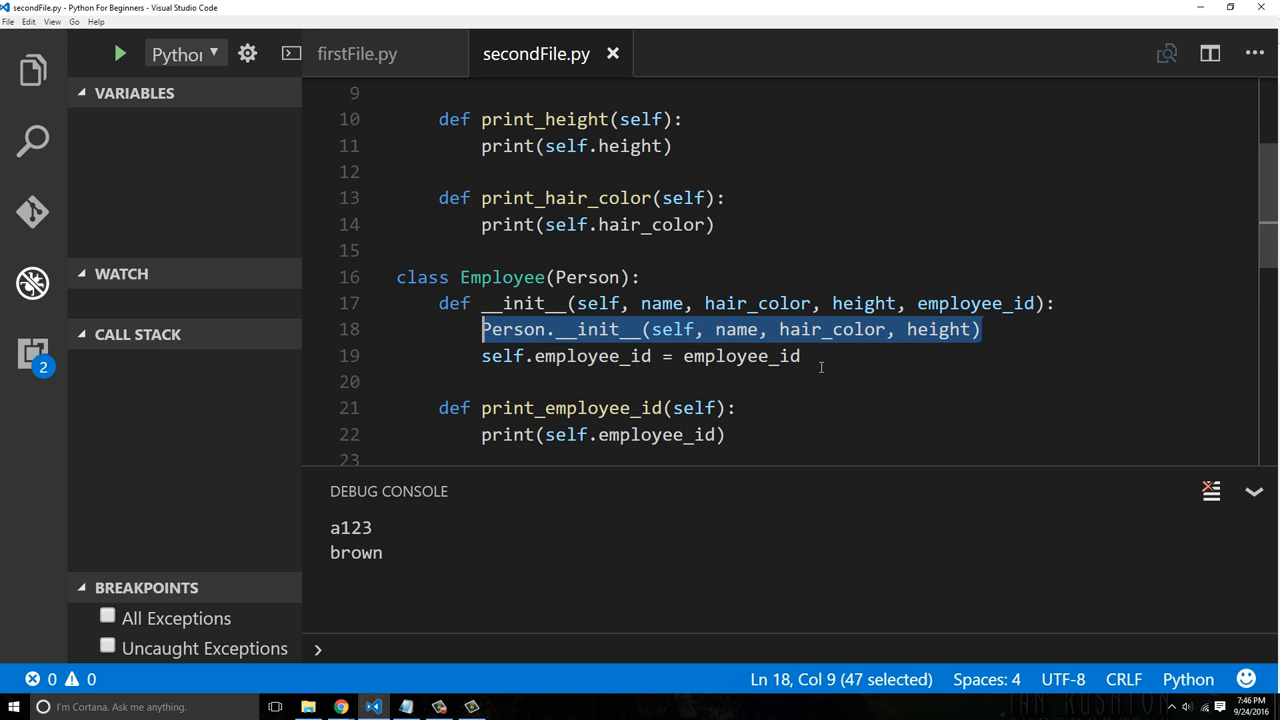 secondFile.py - Python For Beginners - Visual Studio Code
File Edit View Go Help
Python
firstFile.py
secondFile.py
VARIABLES
WATCH
CALL STACK
2
BREAKPOINTS
All Exceptions
Uncaught Exceptions
9
10 def print_height(self):
11 print(self.height)
12
13 def print_hair_color(self):
14 print(self.hair_color)
15
16 class Employee(Person):
17 def __init__(self, name, hair_color, height, employee_id):
18 Person.__init__(self, name, hair_color, height)
19 self.employee_id = employee_id
20
21 def print_employee_id(self):
22 print(self.employee_id)
23
DEBUG CONSOLE
a123
brown
0 0
Ln 18, Col 9 (47 selected) Spaces: 4 UTF-8 CRLF Python
I'm Cortana. Ask me anything.
7:46 PM
9/24/2016